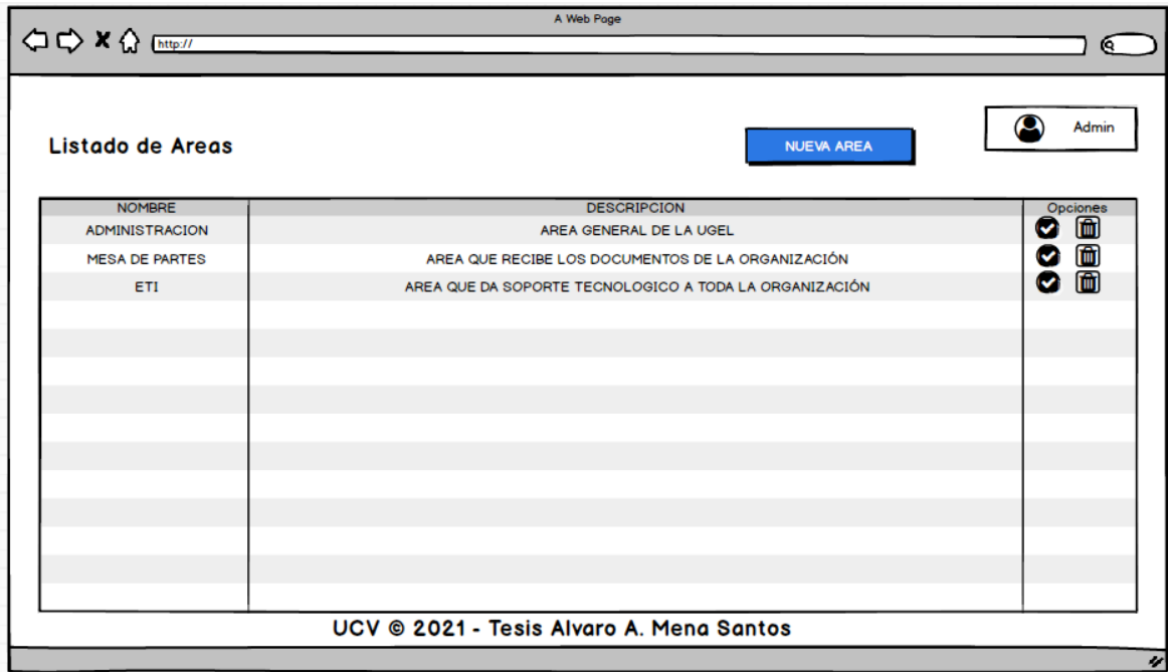 A Web Page
http://
Admin
Listado de Areas
NUEVA AREA
NOMBRE DESCRIPCION Opciones
ADMINISTRACION AREA GENERAL DE LA UGEL
MESA DE PARTES AREA QUE RECIBE LOS DOCUMENTOS DE LA ORGANIZACIÓN
ETI AREA QUE DA SOPORTE TECNOLOGICO A TODA LA ORGANIZACIÓN
UCV © 2021 - Tesis Alvaro A. Mena Santos